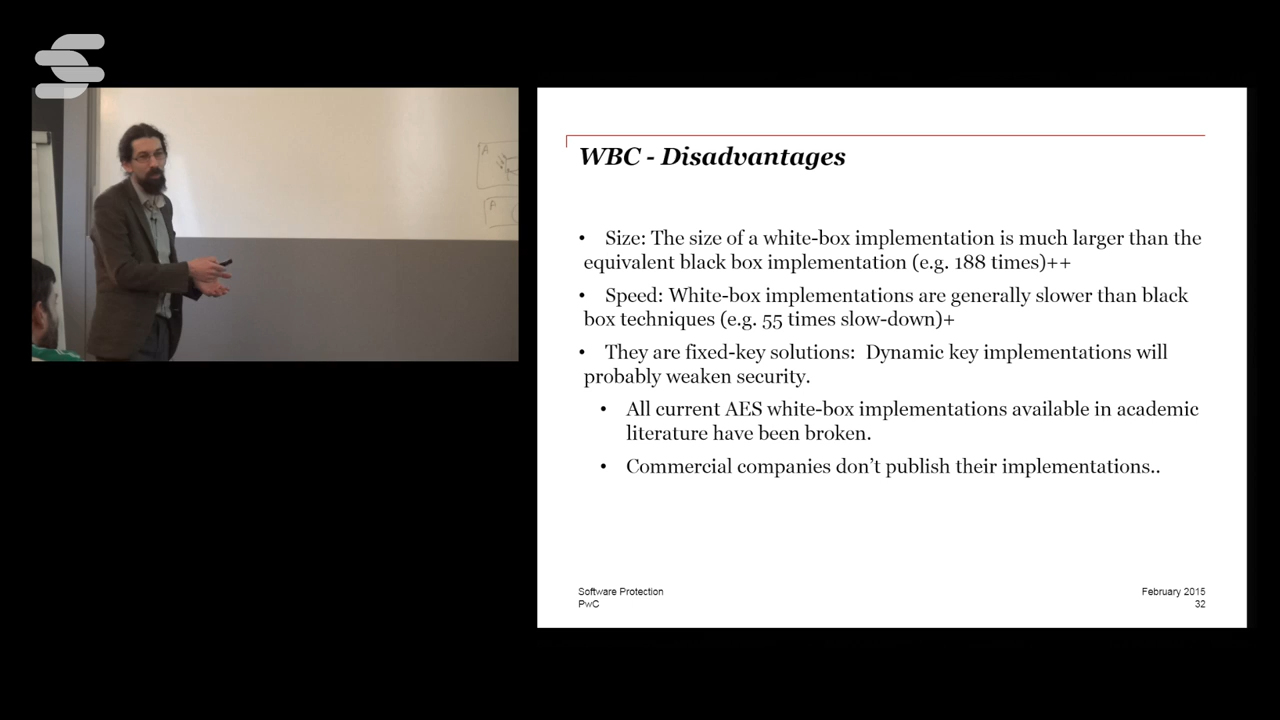 WBC - Disadvantages
• Size: The size of a white-box implementation is much larger than the
equivalent black box implementation (e.g. 188 times)++
• Speed: White-box implementations are generally slower than black
box techniques (e.g. 55 times slow-down)+
• They are fixed-key solutions: Dynamic key implementations will
probably weaken security.
• All current AES white-box implementations available in academic
literature have been broken.
• Commercial companies don’t publish their implementations..
Software Protection
PwC
February 2015
32